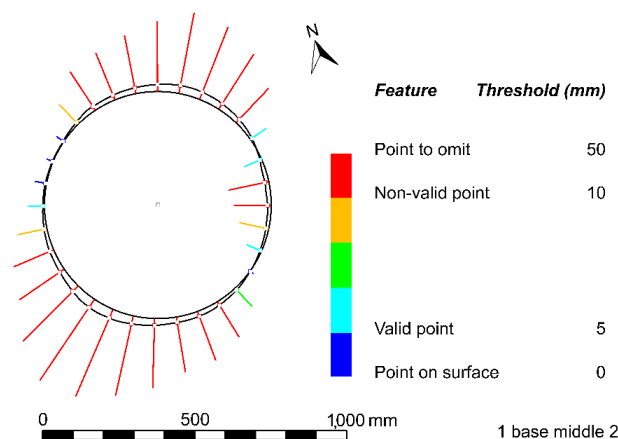 N
Feature Threshold (mm)
Point to omit 50
Non-valid point 10
Valid point 5
Point on surface 0
0 500 1,000 mm
1 base middle 2